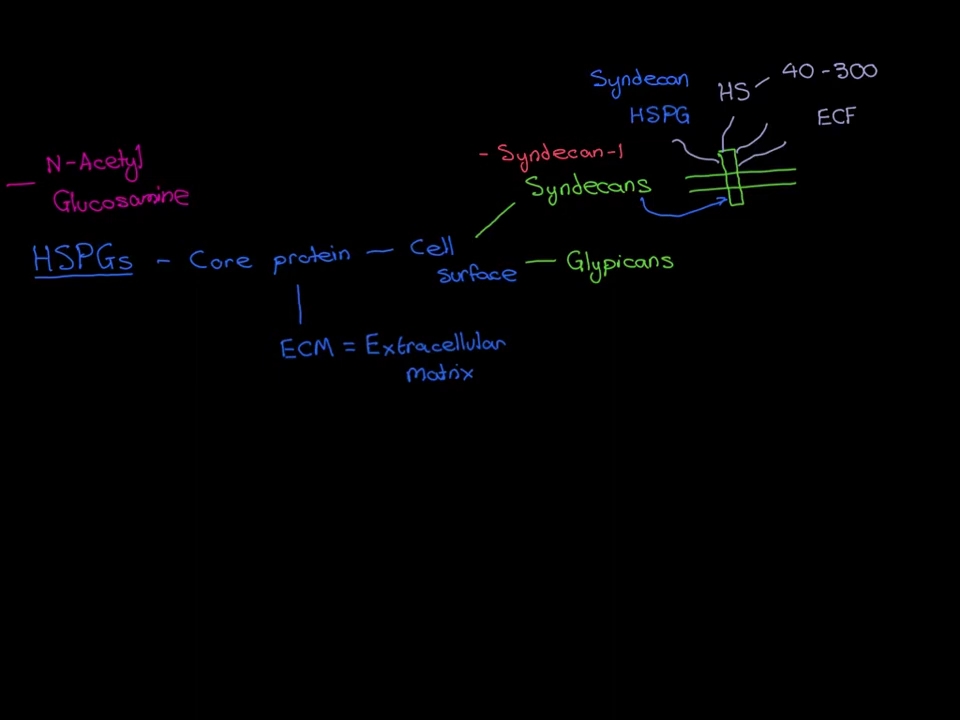 Syndecan
HSPG
HS - 40-300
ECF
N-Acetyl
Glucosamine
- Syndecan-1
Syndecans
HSPGs - Core protein - Cell
surface - Glypicans
ECM = Extracellular
matrix